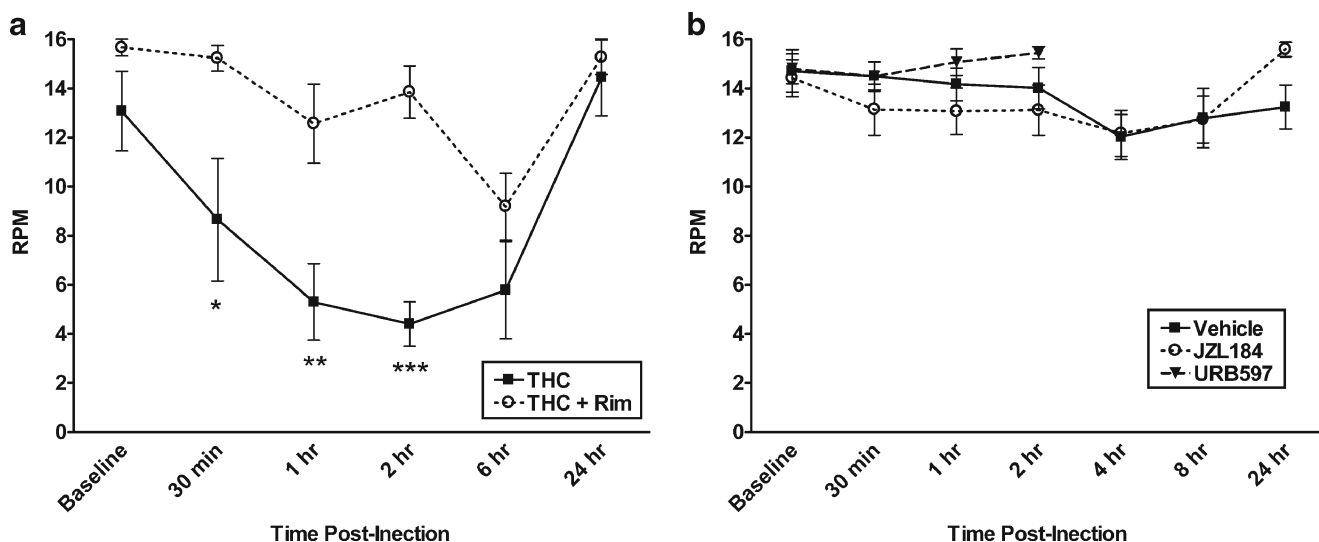 a
16
14
12
10
8
6
4
2
0
RPM
*
**
***
THC
THC + Rim
Baseline
30 min
1 hr
2 hr
6 hr
24 hr
Time Post-Inection
b
16
14
12
10
8
6
4
2
0
RPM
Vehicle
JZL184
URB597
Baseline
30 min
1 hr
2 hr
4 hr
8 hr
24 hr
Time Post-Inection